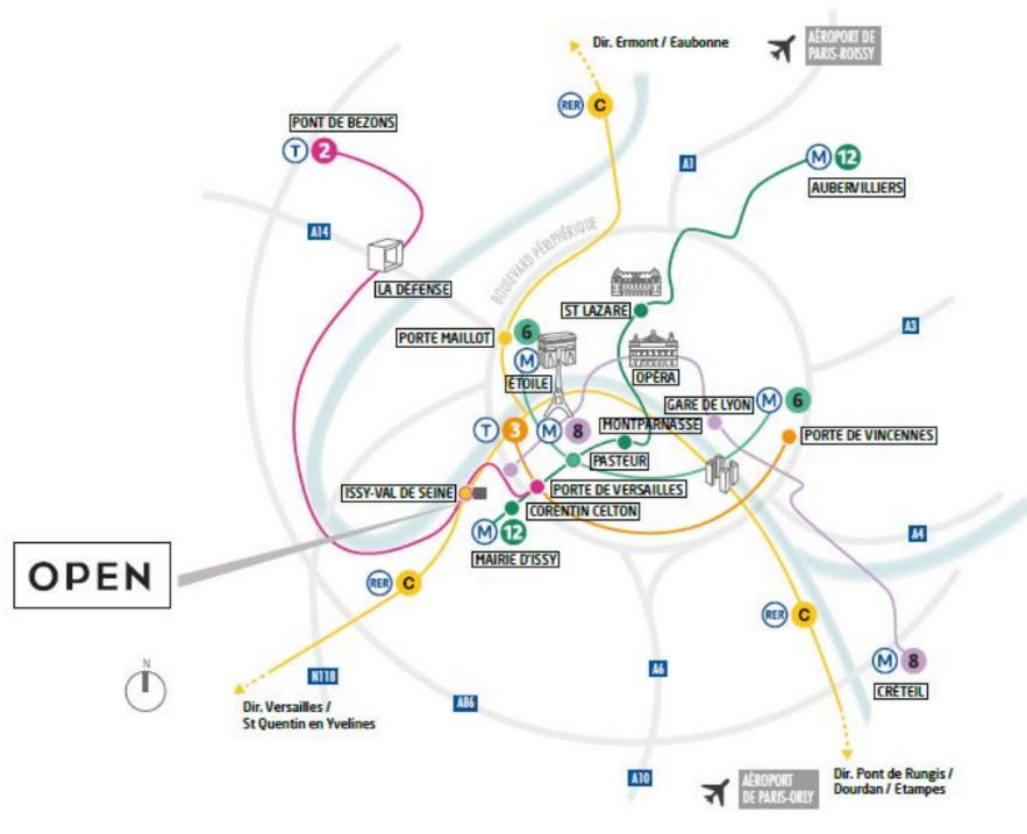 Dir. Ermont / Eaubonne
AÉROPORT DE
PARIS-ROISSY
RER C
PONT DE BEZONS
T 2
M 12
AUBERVILLIERS
A1
A14
BOULEVARD PÉRIPHÉRIQUE
LA DÉFENSE
ST LAZARE
A3
PORTE MAILLOT
6
M
ÉTOILE
OPÉRA
GARE DE LYON
M 6
T 3
M 8
MONTPARNASSE
PORTE DE VINCENNES
PASTEUR
ISSY-VAL DE SEINE
PORTE DE VERSAILLES
CORENTIN CELTON
M 12
MAIRIE D'ISSY
A4
OPEN
RER C
RER C
M 8
CRÉTEIL
N
N118
A6
A86
Dir. Versailles /
St Quentin en Yvelines
A10
AÉROPORT
DE PARIS-ORLY
Dir. Pont de Rungis /
Dourdan / Etampes